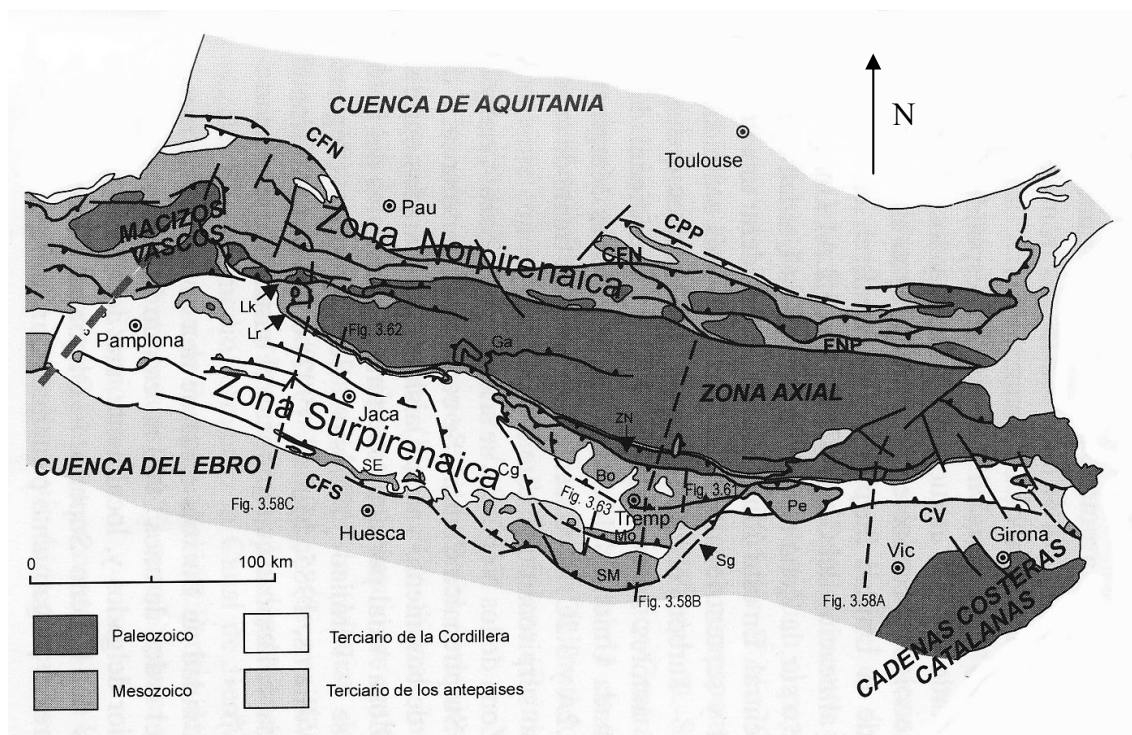 CUENCA DE AQUITANIA
N
CFN
Toulouse
Pau
MACIZOS
VASCOS
Zona Norpirenaica
CPP
CFN
Lk
Lr
Fig. 3.62
Pamplona
Ga
FNP
ZONA AXIAL
Jaca
ZN
Zona Surpirenaica
CUENCA DEL EBRO
SE
Cg
Bo
Fig. 3.61
CFS
Fig. 3.63
Tremp
Pe
Fig. 3.58C
Huesca
Mo
CV
Girona
Vic
Sg
SM
0
100 km
Fig. 3.58B
Fig. 3.58A
CADENAS COSTERAS
CATALANAS
Paleozoico
Terciario de la Cordillera
Mesozoico
Terciario de los antepaises